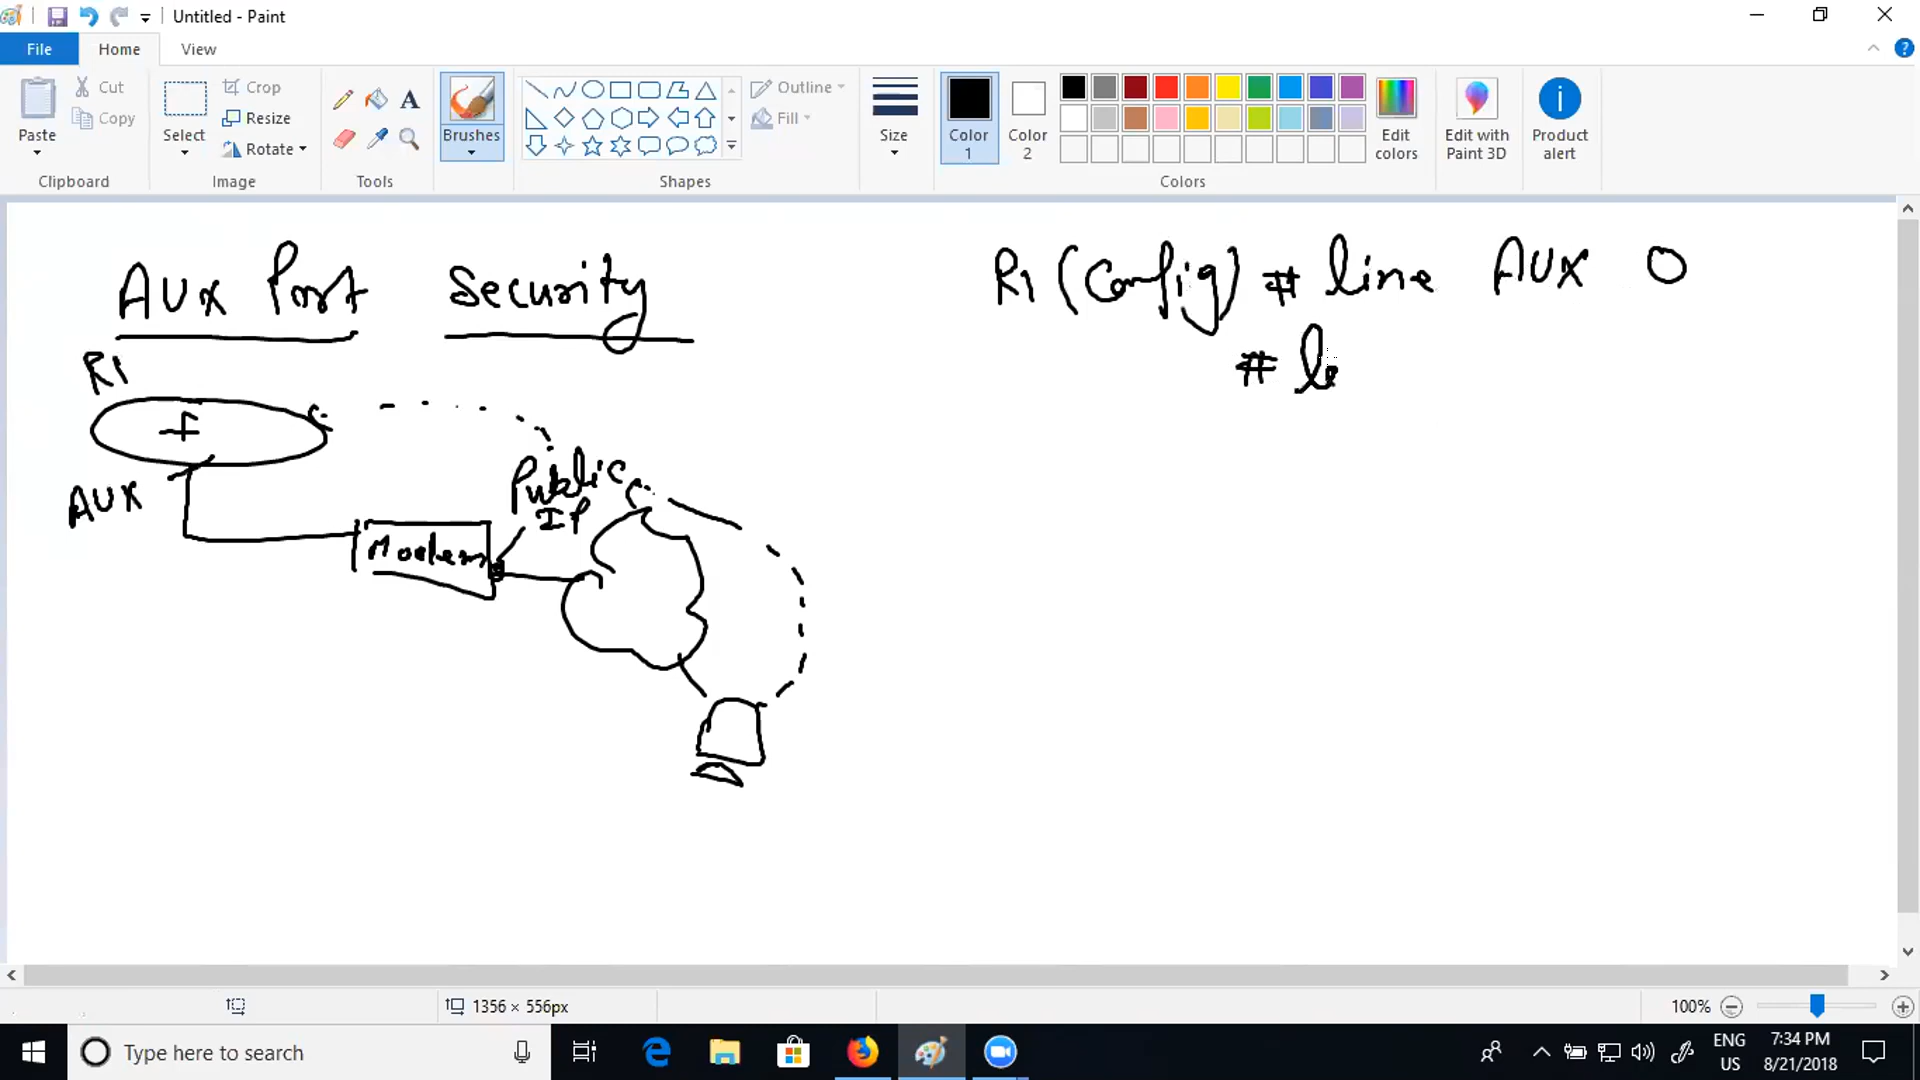 Untitled - Paint
File
Home
View
Paste
Cut
Copy
Clipboard
Select
Crop
Resize
Rotate
Image
Tools
Brushes
Shapes
Outline
Fill
Size
Color
1
Color
2
Edit
colors
Colors
Edit with
Paint 3D
Product
alert
AUX Port Security
R1 (Config) # line AUX 0
#
R1
AUX
Modem
Public
IP
1356 × 556px
100%
Type here to search
ENG
US
7:34 PM
8/21/2018